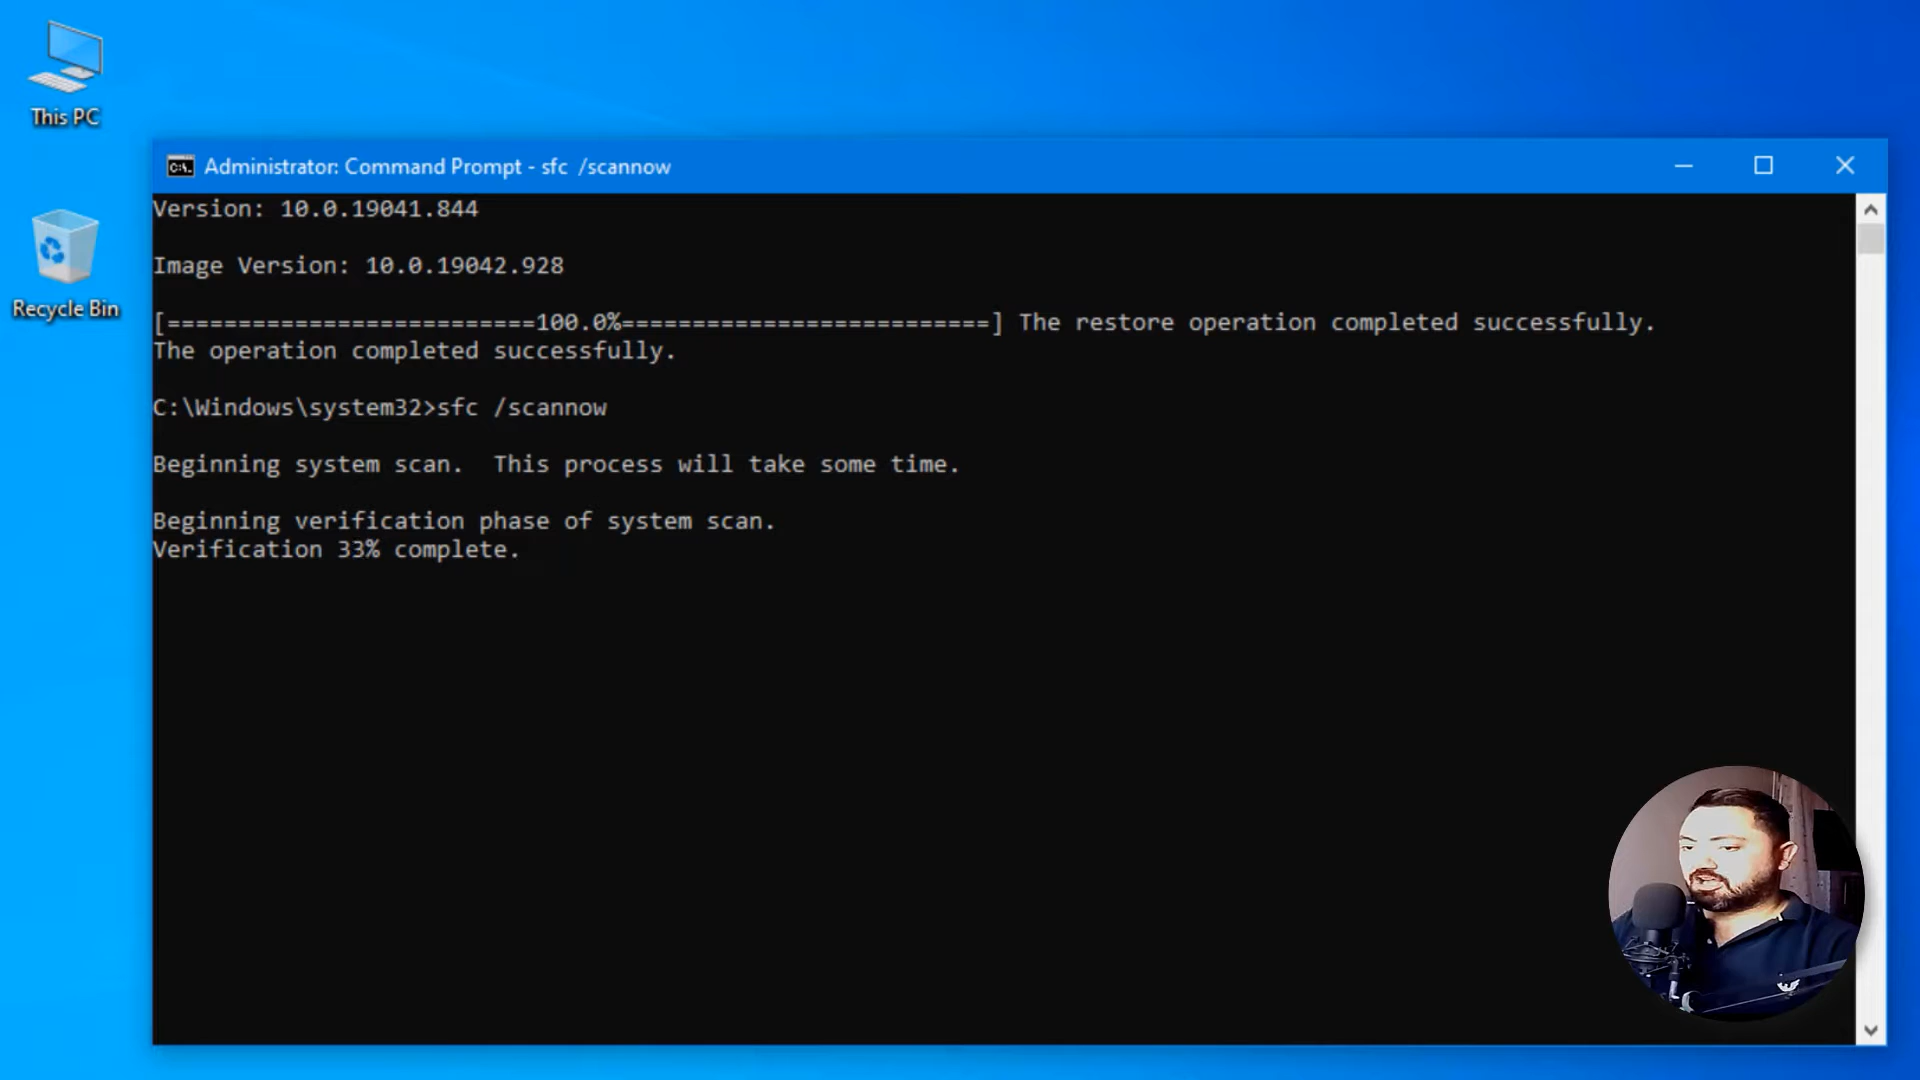 This PC
Recycle Bin
Administrator: Command Prompt - sfc /scannow
Version: 10.0.19041.844
Image Version: 10.0.19042.928
[==========================100.0%==========================] The restore operation completed successfully.
The operation completed successfully.
C:\Windows\system32>sfc /scannow
Beginning system scan.  This process will take some time.
Beginning verification phase of system scan.
Verification 33% complete.